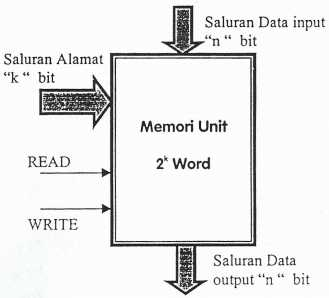 Saluran Data input
"n" bit
Saluran Alamat
"k" bit
Memori Unit
2ᵏ Word
READ
WRITE
Saluran Data
output "n" bit